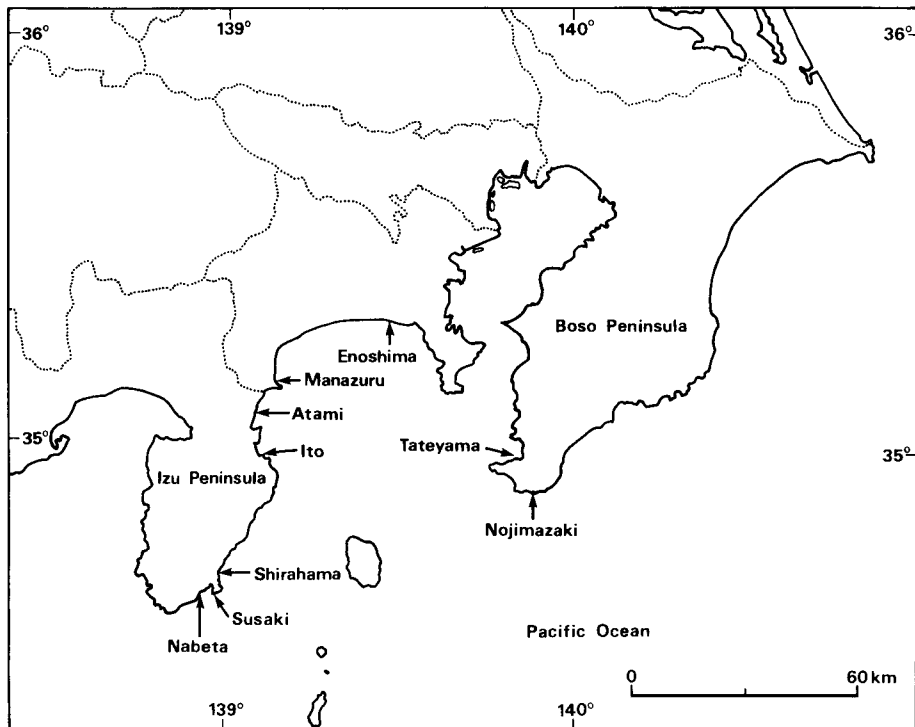 139° 140°
36° 36°
Boso Peninsula
Enoshima
Manazuru
Atami
35° Ito Tateyama 35°
Izu Peninsula
Nojimazaki
Shirahama
Susaki
Nabeta
Pacific Ocean
0 60 km
139° 140°